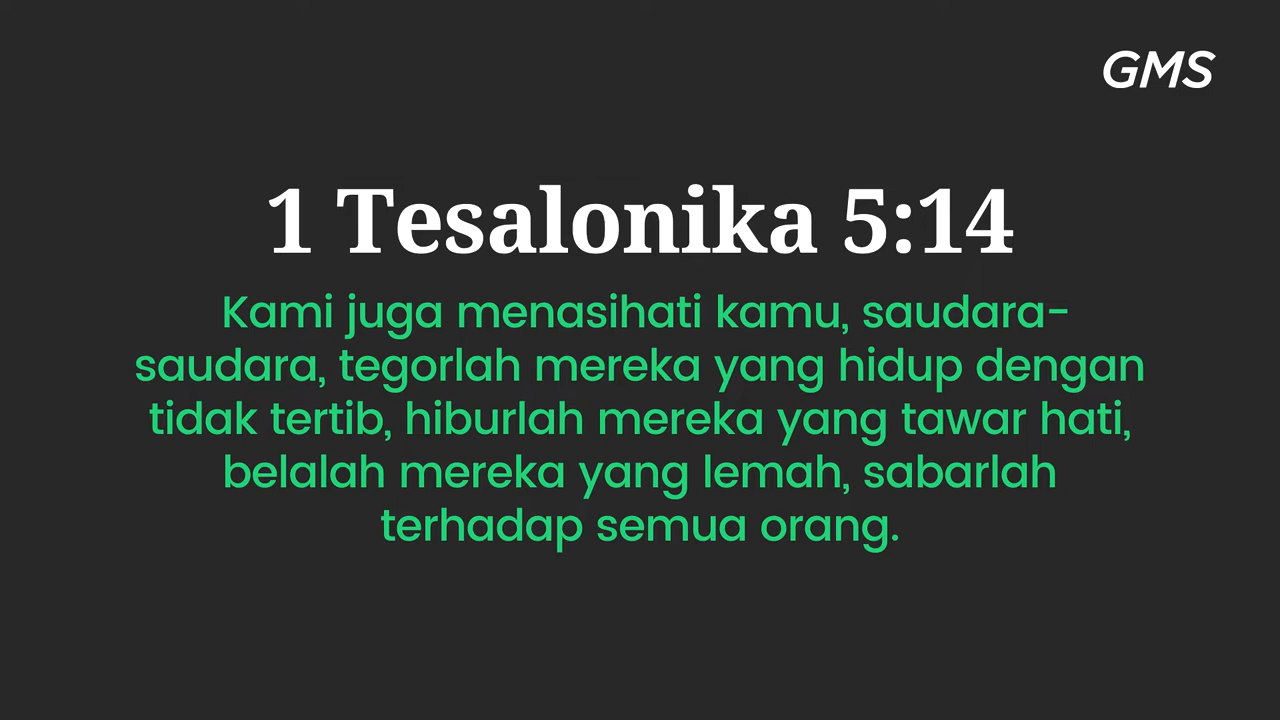 GMS
1 Tesalonika 5:14
Kami juga menasihati kamu, saudara-
saudara, tegorlah mereka yang hidup dengan
tidak tertib, hiburlah mereka yang tawar hati,
belalah mereka yang lemah, sabarlah
terhadap semua orang.